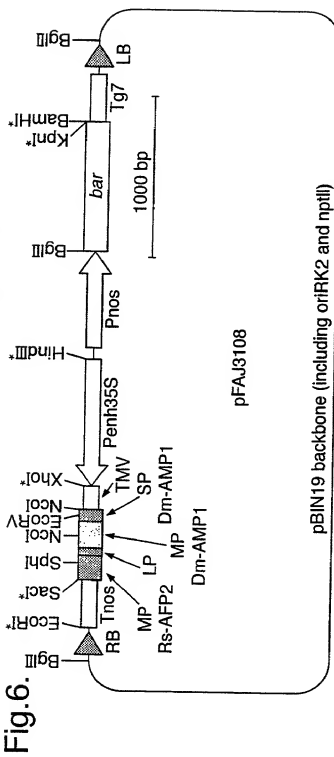 Fig.6.
BglII
EcoRI*
SacI*
SphI
NcoI
EcoRV
NcoI
XhoI*
HindIII*
BglII
KpnI*
BamHI*
BglII
RB
Tnos
Penh35S
Pnos
bar
Tg7
LB
MP
Rs-AFP2
LP
MP
Dm-AMP1
SP
Dm-AMP1
TMV
1000 bp
pFAJ3108
pBIN19 backbone (including oriRK2 and nptII)